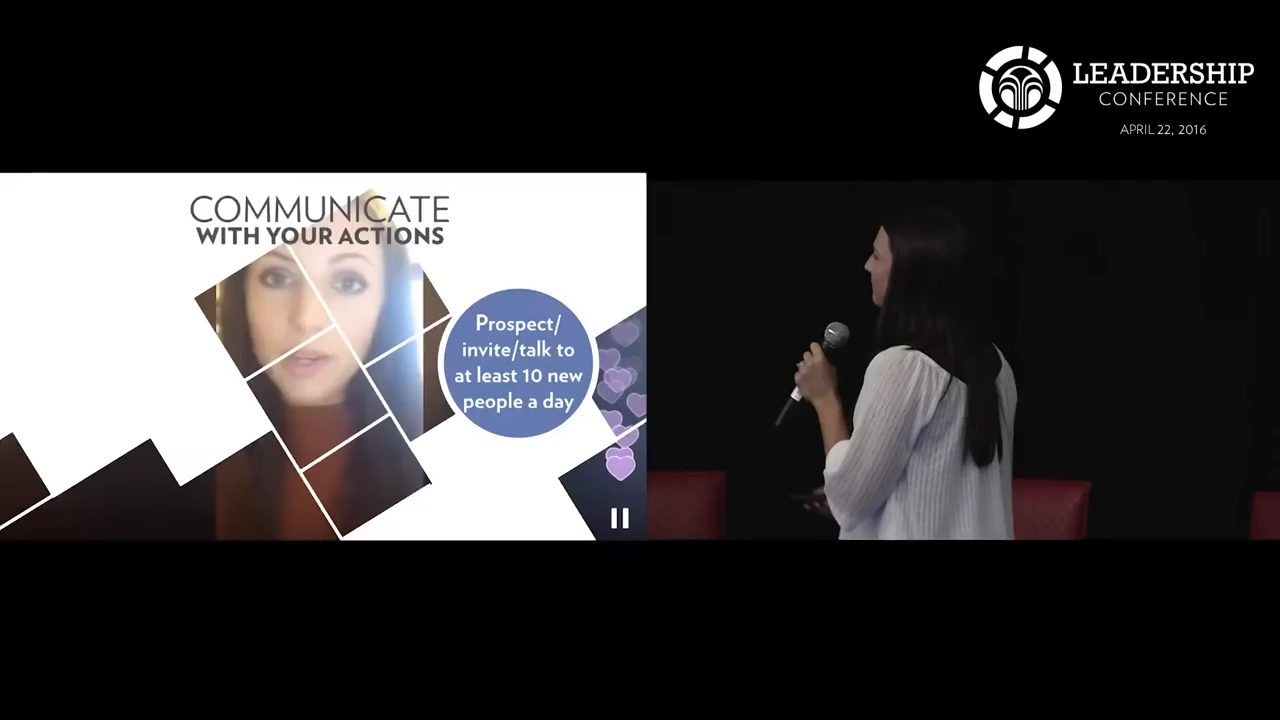 LEADERSHIP
CONFERENCE
APRIL 22, 2016
COMMUNICATE
WITH YOUR ACTIONS
Prospect/
invite/talk to
at least 10 new
people a day